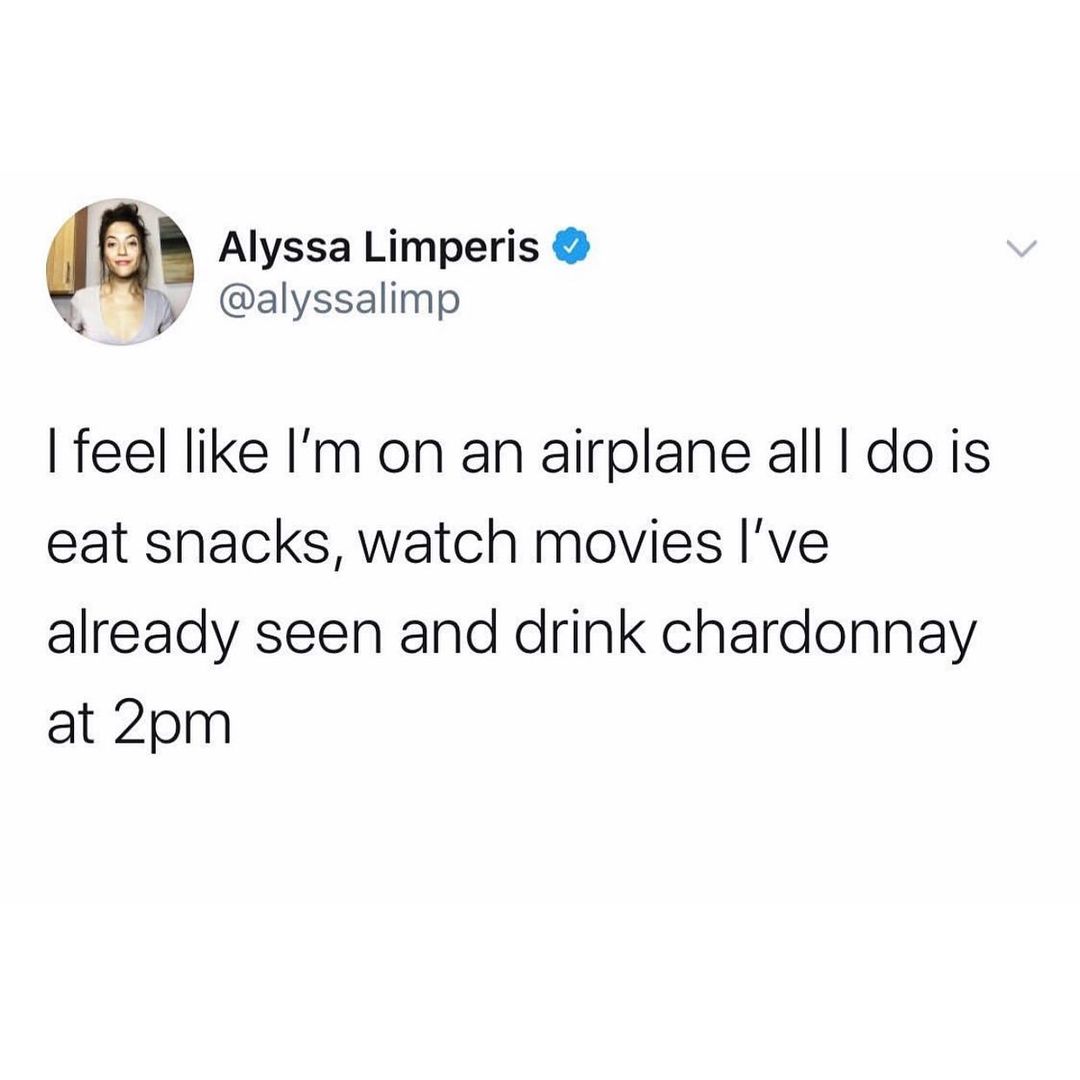 Alyssa Limperis
@alyssalimp
I feel like I’m on an airplane all I do is
eat snacks, watch movies I’ve
already seen and drink chardonnay
at 2pm